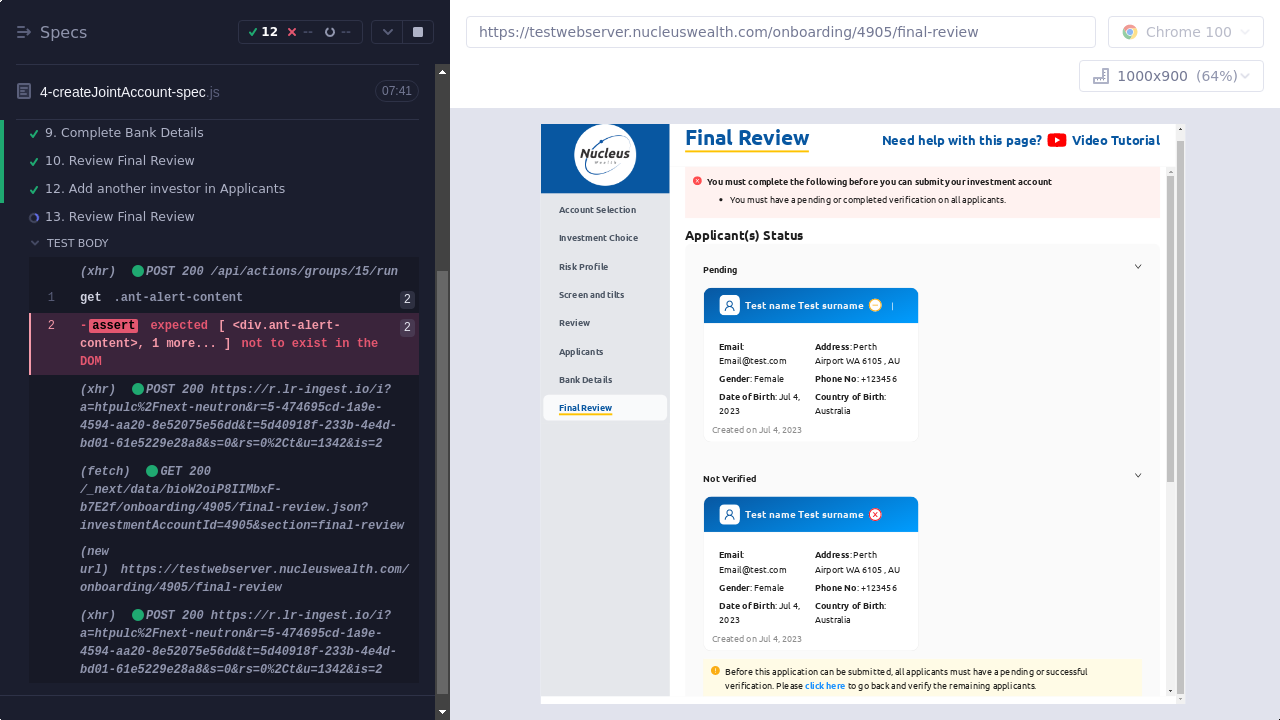 Specs
12
--
--
4-createJointAccount-spec.js
07:41
9. Complete Bank Details
10. Review Final Review
12. Add another investor in Applicants
13. Review Final Review
TEST BODY
(xhr) POST 200 /api/actions/groups/15/run
1 get .ant-alert-content 2
2 -assert expected [ <div.ant-alert- 2
content>, 1 more... ] not to exist in the
DOM
(xhr) POST 200 https://r.lr-ingest.io/i?
a=htpulc%2Fnext-neutron&r=5-474695cd-1a9e-
4594-aa20-8e52075e56dd&t=5d40918f-233b-4e4d-
bd01-61e5229e28a8&s=0&rs=0%2Ct&u=1342&is=2
(fetch) GET 200
/_next/data/bioW2oiP8IIMbxF-
b7E2f/onboarding/4905/final-review.json?
investmentAccountId=4905&section=final-review
(new
url) https://testwebserver.nucleuswealth.com/
onboarding/4905/final-review
(xhr) POST 200 https://r.lr-ingest.io/i?
a=htpulc%2Fnext-neutron&r=5-474695cd-1a9e-
4594-aa20-8e52075e56dd&t=5d40918f-233b-4e4d-
bd01-61e5229e28a8&s=0&rs=0%2Ct&u=1342&is=2
https://testwebserver.nucleuswealth.com/onboarding/4905/final-review
Chrome 100
1000x900 (64%)
Nucleus
Wealth
Account Selection
Investment Choice
Risk Profile
Screen and tilts
Review
Applicants
Bank Details
Final Review
Final Review
Need help with this page? Video Tutorial
You must complete the following before you can submit your investment account
• You must have a pending or completed verification on all applicants.
Applicant(s) Status
Pending
Test name Test surname |
Email:
Email@test.com
Gender: Female
Date of Birth: Jul 4,
2023
Address: Perth
Airport WA 6105 , AU
Phone No: +123456
Country of Birth:
Australia
Created on Jul 4, 2023
Not Verified
Test name Test surname
Email:
Email@test.com
Gender: Female
Date of Birth: Jul 4,
2023
Address: Perth
Airport WA 6105 , AU
Phone No: +123456
Country of Birth:
Australia
Created on Jul 4, 2023
Before this application can be submitted, all applicants must have a pending or successful
verification. Please click here to go back and verify the remaining applicants.